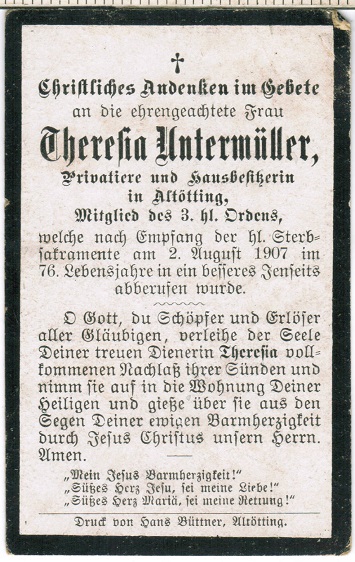 Christliches Andenken im Gebete
an die ehrengeachtete Frau
Theresia Untermüller,
Privatiere und Hausbesitzerin
in Altötting,
Mitglied des 3. hl. Ordens,
welche nach Empfang der hl. Sterb-
sakramente am 2. August 1907 im
76. Lebensjahre in ein besseres Jenseits
abberufen wurde.
O Gott, du Schöpfer und Erlöser
aller Gläubigen, verleihe der Seele
Deiner treuen Dienerin Theresia voll-
kommenen Nachlaß ihrer Sünden und
nimm sie auf in die Wohnung Deiner
Heiligen und gieße über sie aus den
Segen Deiner ewigen Barmherzigkeit
durch Jesus Christus unsern Herrn.
Amen.
„Mein Jesus Barmherzigkeit!"
„Süßes Herz Jesu, sei meine Liebe!"
„Süßes Herz Mariä, sei meine Rettung!"
Druck von Hans Büttner, Altötting.